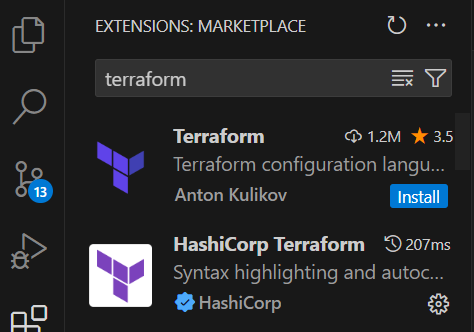 EXTENSIONS: MARKETPLACE
terraform
Terraform 1.2M 3.5
Terraform configuration langu...
Anton Kulikov Install
13
HashiCorp Terraform 207ms
Syntax highlighting and autoc...
HashiCorp